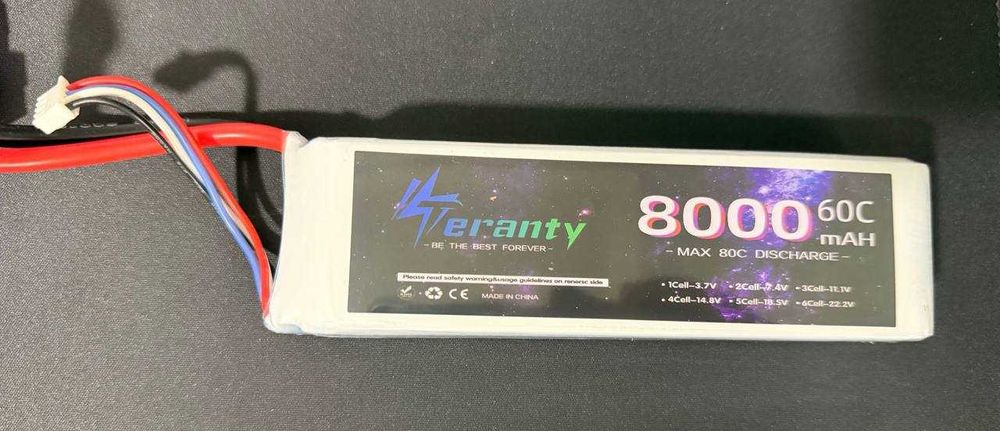 Teranty
-BE THE BEST FOREVER-
8000 60C
mAH
-MAX 80C DISCHARGE-
Please read safety warning&usage guidelines on renersc side
CE MADE IN CHINA
•1Cell--3.7V •2Cell--7.4V •3Cell--11.1V
•4Cell--14.8V •5Cell--18.5V •6Cell--22.2V